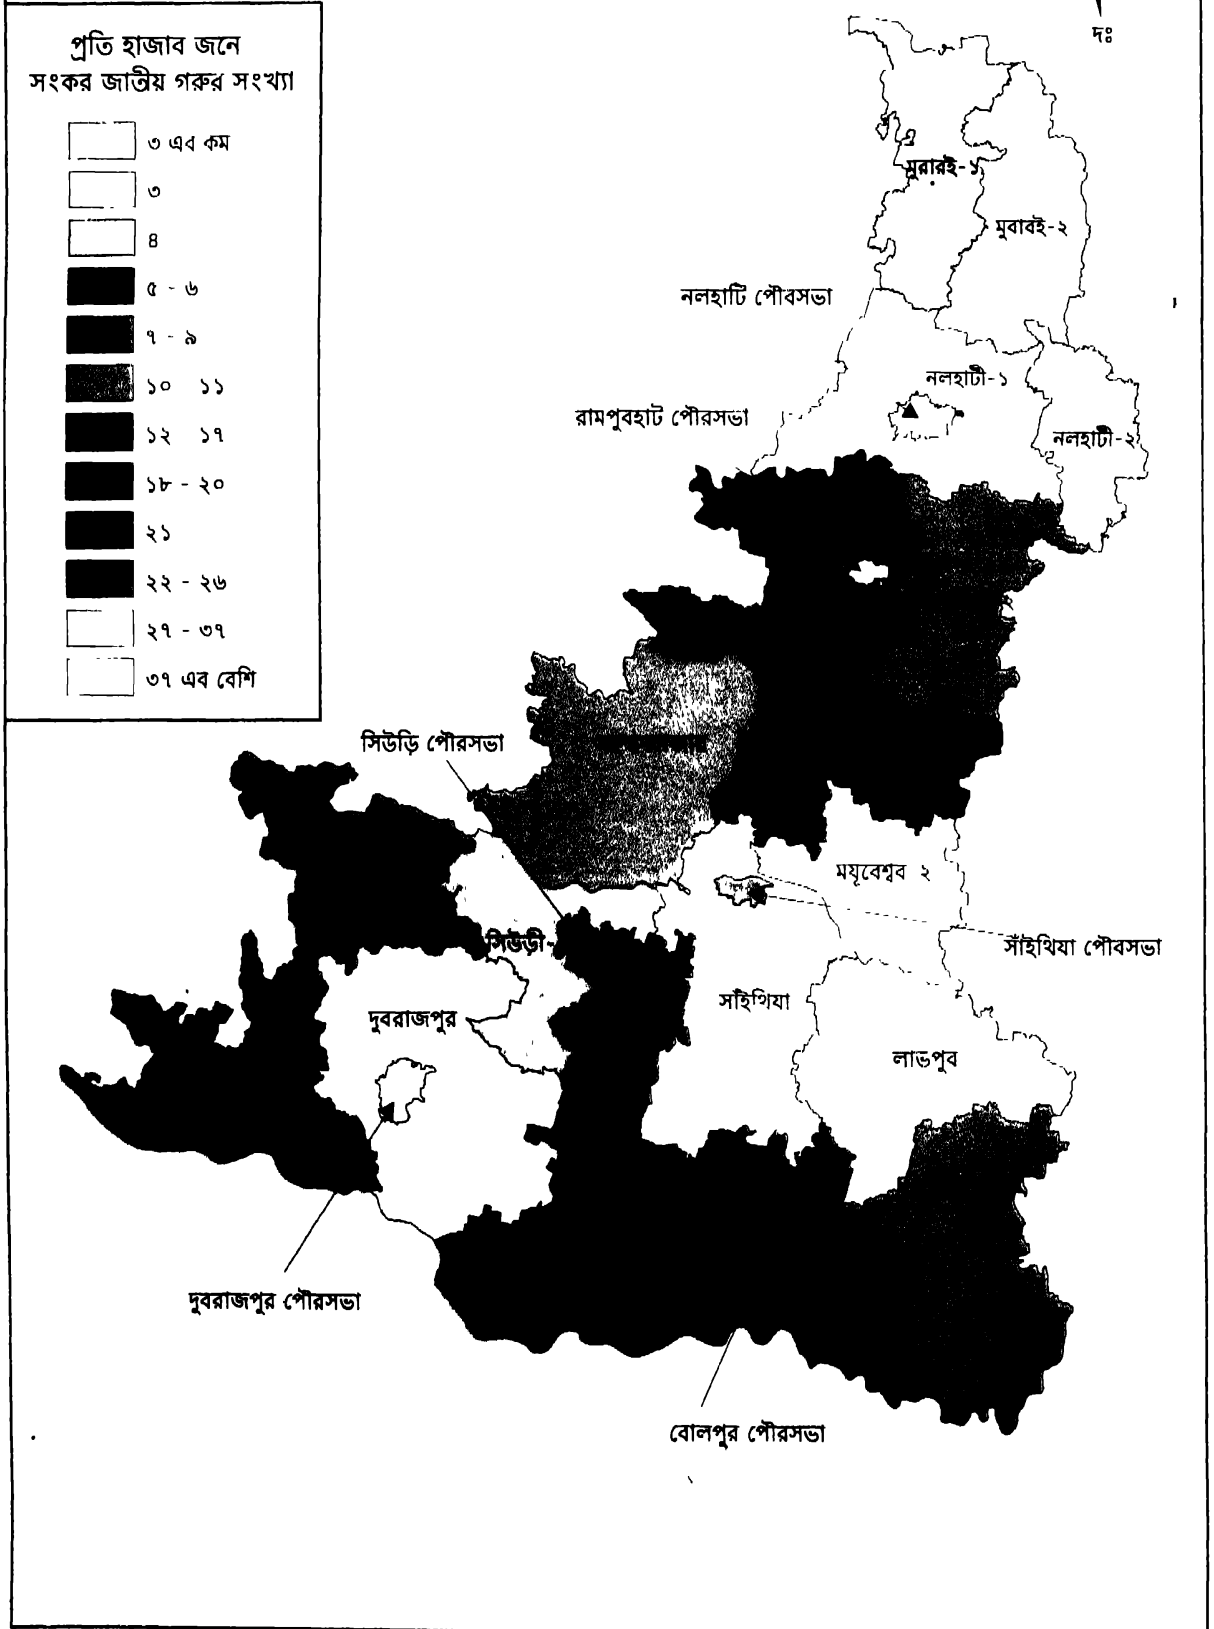 দঃ
প্রতি হাজাব জনে
সংকর জাতীয় গরুর সংখ্যা
৩ এব কম
৩
৪
৫ - ৬
৭ - ৯
১০ ১১
১২ ১৭
১৮ - ২০
২১
২২ - ২৬
২৭ - ৩৭
৩৭ এব বেশি
মুরারই-১
মুবাবই-২
নলহাটি পৌবসভা
নলহাটী-১
রামপুবহাট পৌরসভা
নলহাটী-২
সিউড়ি পৌরসভা
ময়ূবেশ্বব ২
সিউড়ী-
সাঁইথিযা পৌবসভা
সাঁইথিযা
দুবরাজপুর
লাভপুব
দুবরাজপুর পৌরসভা
বোলপুর পৌরসভা